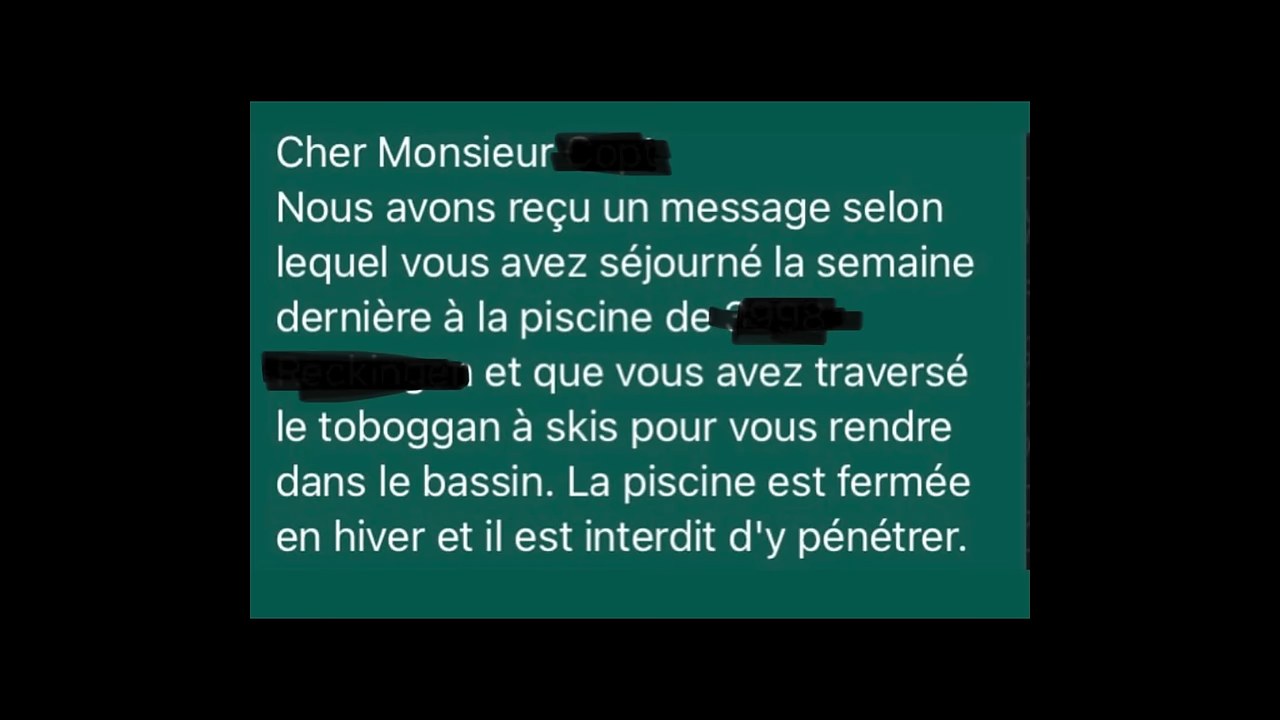 Cher Monsieur
Nous avons reçu un message selon
lequel vous avez séjourné la semaine
dernière à la piscine de
et que vous avez traversé
le toboggan à skis pour vous rendre
dans le bassin. La piscine est fermée
en hiver et il est interdit d'y pénétrer.